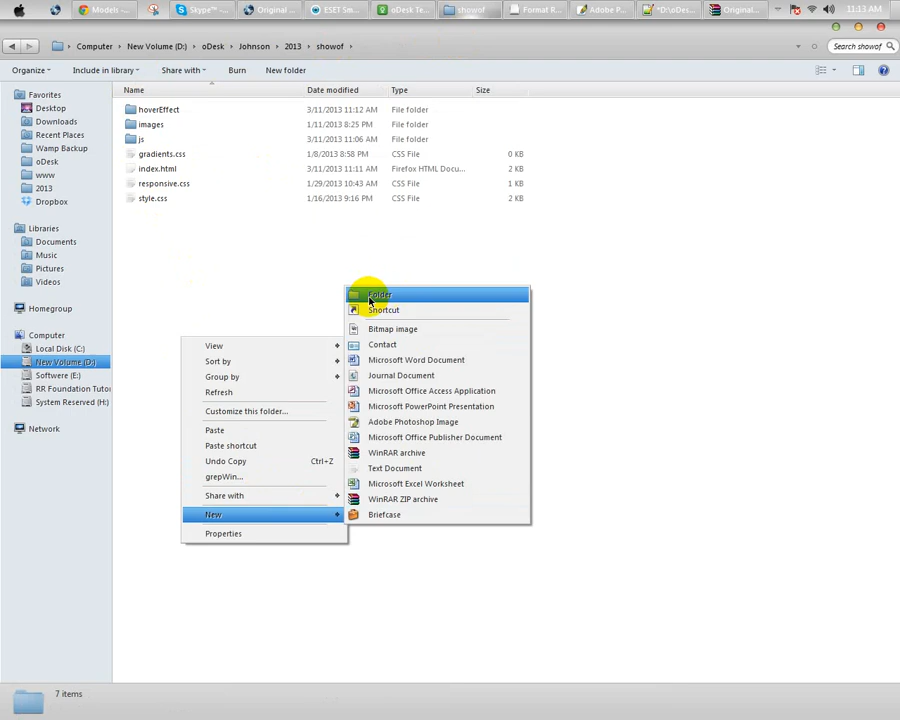 Models -...
Skype™ -...
Original ...
ESET Sm...
oDesk Te...
showof
Format R...
Adobe P...
*D:\oDes...
Original...
11:13 AM
Computer New Volume (D:) oDesk Johnson 2013 showof
Search showof
Organize Include in library Share with Burn New folder
Name Date modified Type Size
Favorites
Desktop
Downloads
Recent Places
Wamp Backup
oDesk
www
2013
Dropbox
Libraries
Documents
Music
Pictures
Videos
Homegroup
Computer
Local Disk (C:)
New Volume (D:)
Softwere (E:)
RR Foundation Tutor
System Reserved (H:)
Network
hoverEffect 3/11/2013 11:12 AM File folder
images 1/11/2013 8:25 PM File folder
js 3/11/2013 11:06 AM File folder
gradients.css 1/8/2013 8:58 PM CSS File 0 KB
index.html 3/11/2013 11:11 AM Firefox HTML Docu... 2 KB
responsive.css 1/29/2013 10:43 AM CSS File 1 KB
style.css 1/16/2013 9:16 PM CSS File 2 KB
View
Sort by
Group by
Refresh
Customize this folder...
Paste
Paste shortcut
Undo Copy Ctrl+Z
grepWin...
Share with
New
Properties
Folder
Shortcut
Bitmap image
Contact
Microsoft Word Document
Journal Document
Microsoft Office Access Application
Microsoft PowerPoint Presentation
Adobe Photoshop Image
Microsoft Office Publisher Document
WinRAR archive
Text Document
Microsoft Excel Worksheet
WinRAR ZIP archive
Briefcase
7 items